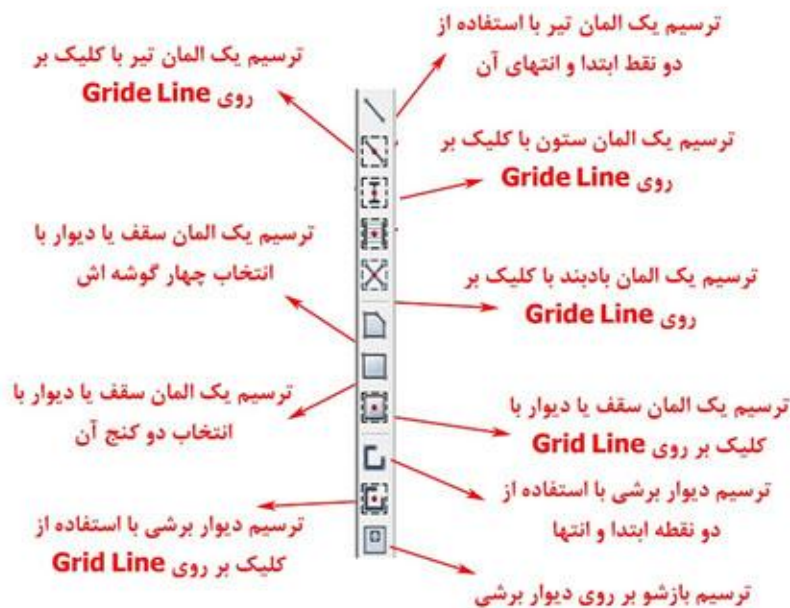 ترسیم یک المان تیر با استفاده از
دو نقط ابتدا و انتهای آن
ترسیم یک المان تیر با کلیک بر
روی Gride Line
ترسیم یک المان ستون با کلیک بر
روی Gride Line
ترسیم یک المان سقف یا دیوار با
انتخاب چهار گوشه اش
ترسیم یک المان بادبند با کلیک بر
روی Gride Line
ترسیم یک المان سقف یا دیوار با
انتخاب دو کنج آن
ترسیم یک المان سقف یا دیوار با
کلیک بر روی Grid Line
ترسیم دیوار برشی با استفاده از
دو نقطه ابتدا و انتها
ترسیم دیوار برشی با استفاده از
کلیک بر روی Grid Line
ترسیم بازشو بر روی دیوار برشی